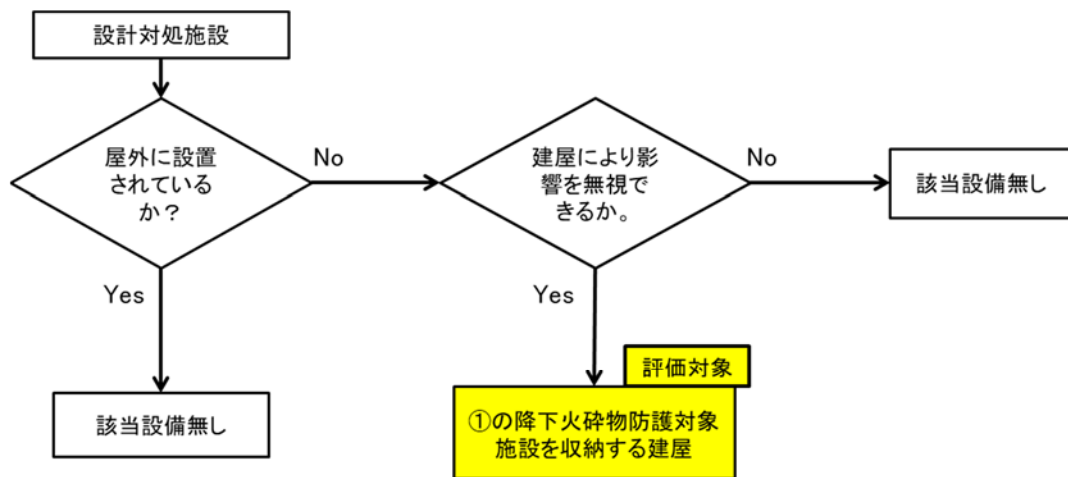 設計対処施設
屋外に設置
されている
か？
No
建屋により影
響を無視で
きるか。
No
該当設備無し
Yes
Yes
評価対象
該当設備無し
①の降下火砕物防護対象
施設を収納する建屋